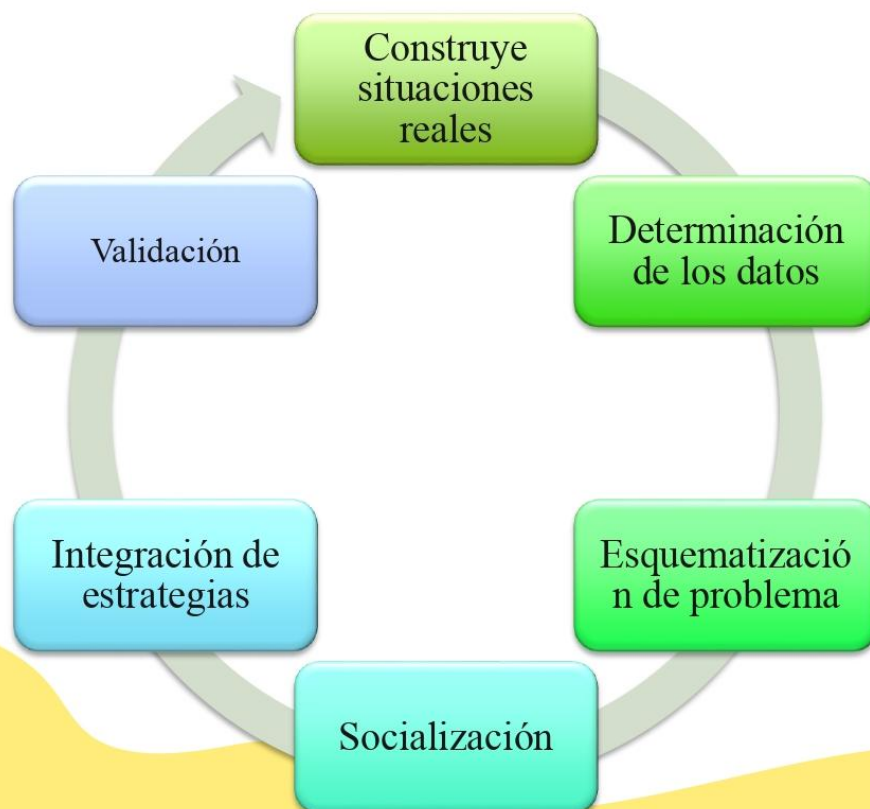 Construye
situaciones
reales
Determinación
de los datos
Esquematizació
n de problema
Socialización
Integración de
estrategias
Validación